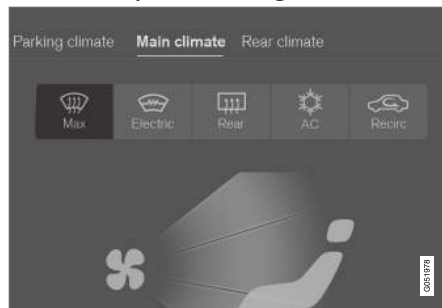 Parking climate Main climate Rear climate
Max Electric Rear AC Recirc
G051978